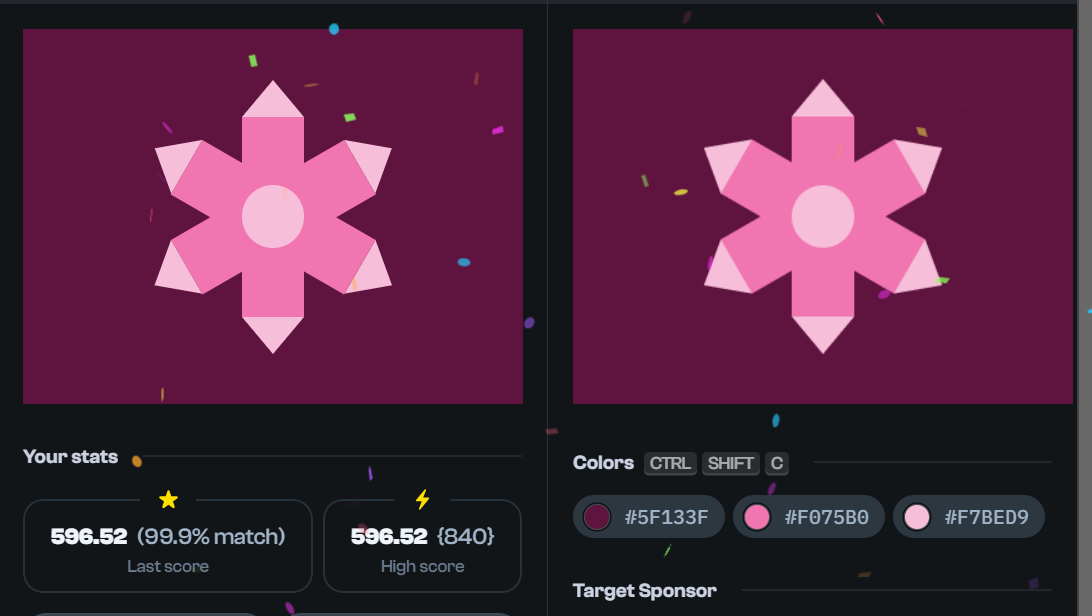 Your stats
596.52 (99.9% match)
Last score
596.52 {840}
High score
Colors CTRL SHIFT C
#5F133F #F075B0 #F7BED9
Target Sponsor